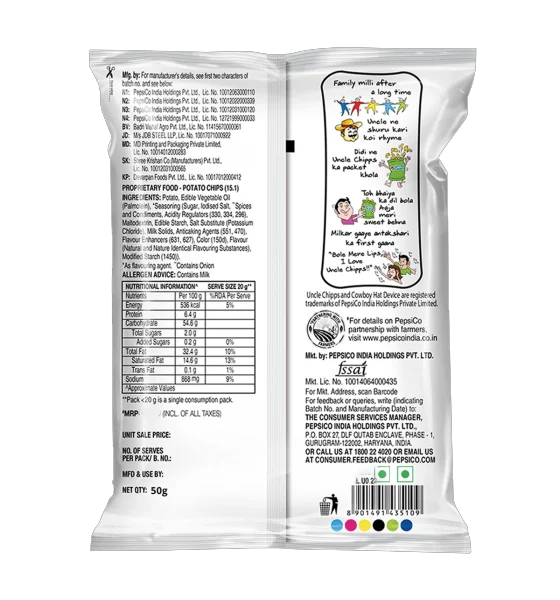 Mfg. by: For manufacturer's details, see first two characters of
batch no. and see below:
N1: PepsiCo India Holdings Pvt. Ltd., Lic. No. 10012063000110
N2: PepsiCo India Holdings Pvt. Ltd., Lic. No. 10012022000339
N3: PepsiCo India Holdings Pvt. Ltd., Lic. No. 10012031000120
N4: PepsiCo India Holdings Pvt. Ltd., Lic. No. 12721999000033
BV: Badri Vishal Agro Pvt. Ltd., Lic. No. 11415670000061
JD: M/s JOB STEEL LLP, Lic. No. 10017071000922
MD: MD Printing and Packaging Private Limited,
Lic. No. 10014012000283
SK: Shree Krishan Co.(Manufacturers) Pvt. Ltd.,
Lic. No. 10012031000565
KP: Devarpan Foods Pvt. Ltd., Lic. No. 10017012000412
PROPRIETARY FOOD - POTATO CHIPS (15.1)
INGREDIENTS: Potato, Edible Vegetable Oil
(Palmolein), *Seasoning (Sugar, Iodised Salt, ^Spices
and Condiments, Acidity Regulators (330, 334, 296),
Maltodextrin, Edible Starch, Salt Substitute (Potassium
Chloride), Milk Solids, Anticaking Agents (551, 470),
Flavour Enhancers (631, 627), Color (150d), Flavour
(Natural and Nature Identical Flavouring Substances),
Modified Starch (1450)).
*As flavouring agent. ^Contains Onion
ALLERGEN ADVICE: Contains Milk
NUTRITIONAL INFORMATION^ SERVE SIZE 20 g**
Nutrients Per 100 g %RDA Per Serve
Energy 536 kcal 5%
Protein 6.4 g
Carbohydrate 54.6 g
Total Sugars 2.0 g
Added Sugars 0.2 g 0%
Total Fat 32.4 g 10%
Saturated Fat 14.6 g 13%
Trans Fat 0.1 g 1%
Sodium 868 mg 9%
^Approximate Values
**Pack <20 g is a single consumption pack.
*MRP (INCL. OF ALL TAXES)
UNIT SALE PRICE:
NO. OF SERVES
PER PACK/ B. NO.:
MFD & USE BY:
NET QTY: 50g
Family milli after
a long time
Uncle ne
shuru kari
koi rhyme
Didi ne
Uncle Chipps
ka packet
khola
Toh bhaiya
ka dil bola
Aaja
meri
sweet behna
Milkar gaaye antakshari
ka first gaana
"Bole Mere Lips,
I Love
Uncle Chipps!!"
Uncle Chipps and Cowboy Hat Device are registered
trademarks of PepsiCo India Holdings Private Limited.
PARTNERING WITH
FARMERS
*For details on PepsiCo
partnership with farmers,
visit www.pepsicoindia.co.in
Mkt. by: PEPSICO INDIA HOLDINGS PVT. LTD.
fssai
Mkt. Lic. No. 10014064000435
For Mkt. Address, scan Barcode
For feedback or queries, write (indicating
Batch No. and Manufacturing Date) to:
THE CONSUMER SERVICES MANAGER,
PEPSICO INDIA HOLDINGS PVT. LTD.,
P.O. BOX 27, DLF QUTAB ENCLAVE, PHASE - 1,
GURUGRAM-122002, HARYANA, INDIA.
OR CALL US AT 1800 22 4020 OR EMAIL US
AT CONSUMER.FEEDBACK@PEPSICO.COM
8 901491 435109